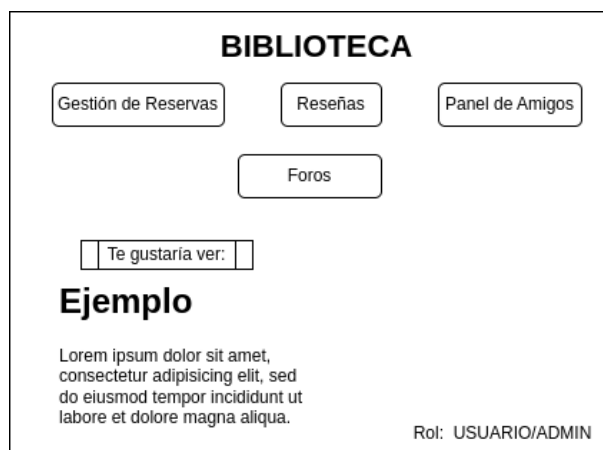 BIBLIOTECA
Gestión de Reservas
Reseñas
Panel de Amigos
Foros
Te gustaría ver:
Ejemplo
Lorem ipsum dolor sit amet,
consectetur adipisicing elit, sed
do eiusmod tempor incididunt ut
labore et dolore magna aliqua.
Rol: USUARIO/ADMIN